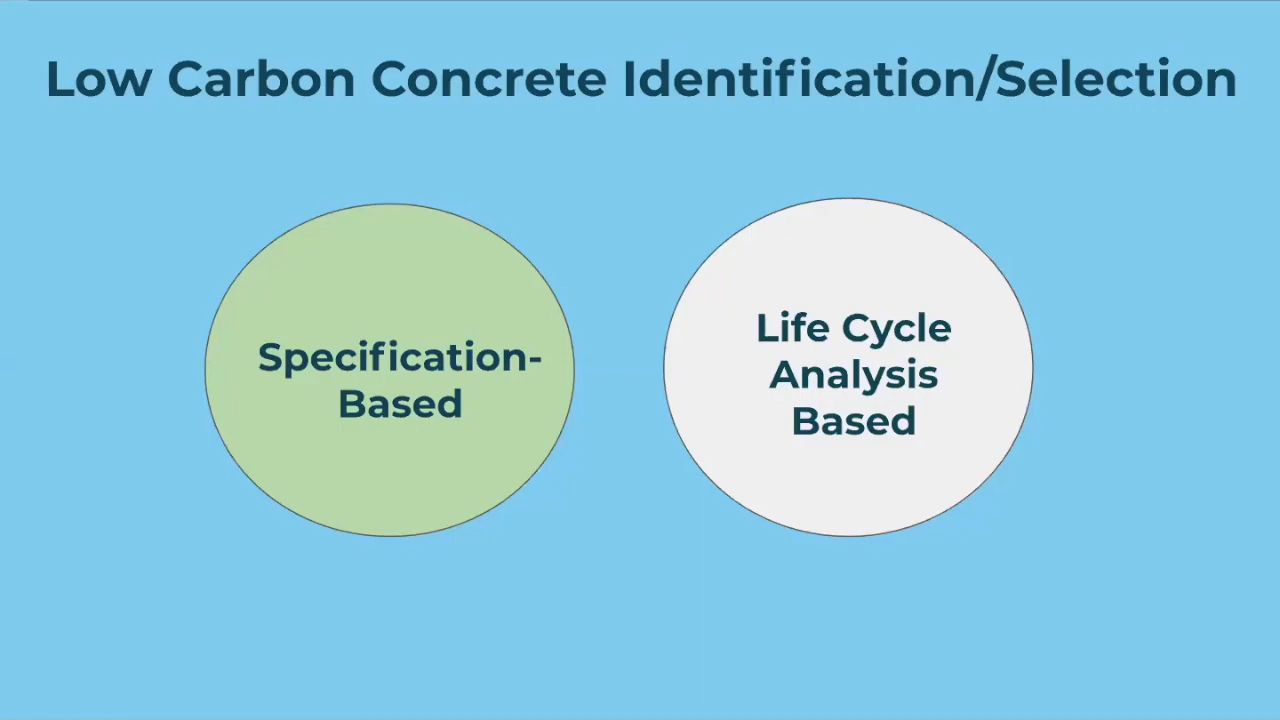 Low Carbon Concrete Identification/Selection
Specification-
Based
Life Cycle
Analysis
Based